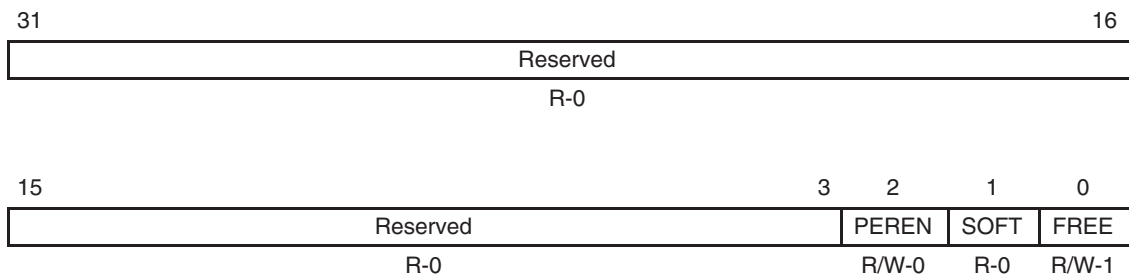 31 16
Reserved
R-0
15 3 2 1 0
Reserved PEREN SOFT FREE
R-0 R/W-0 R-0 R/W-1